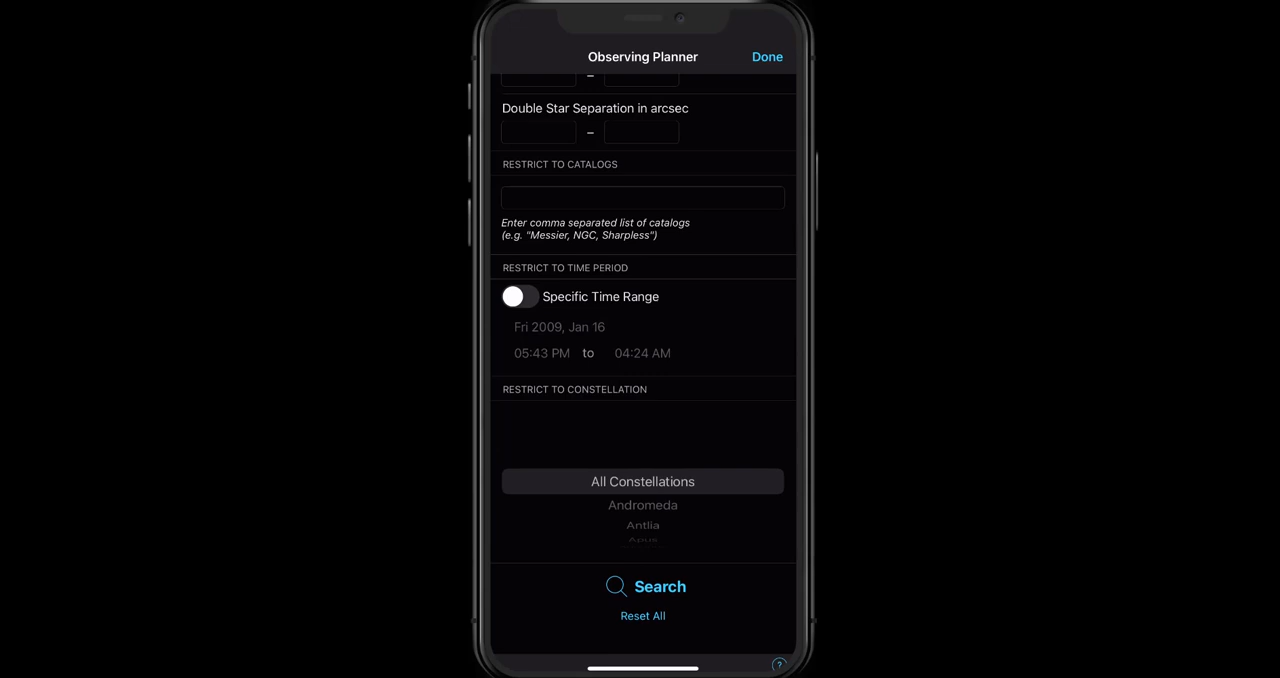 Observing Planner
Done
–
Double Star Separation in arcsec
–
RESTRICT TO CATALOGS
Enter comma separated list of catalogs
(e.g. "Messier, NGC, Sharpless")
RESTRICT TO TIME PERIOD
Specific Time Range
Fri 2009, Jan 16
05:43 PM to 04:24 AM
RESTRICT TO CONSTELLATION
All Constellations
Andromeda
Antlia
Apus
Search
Reset All
?